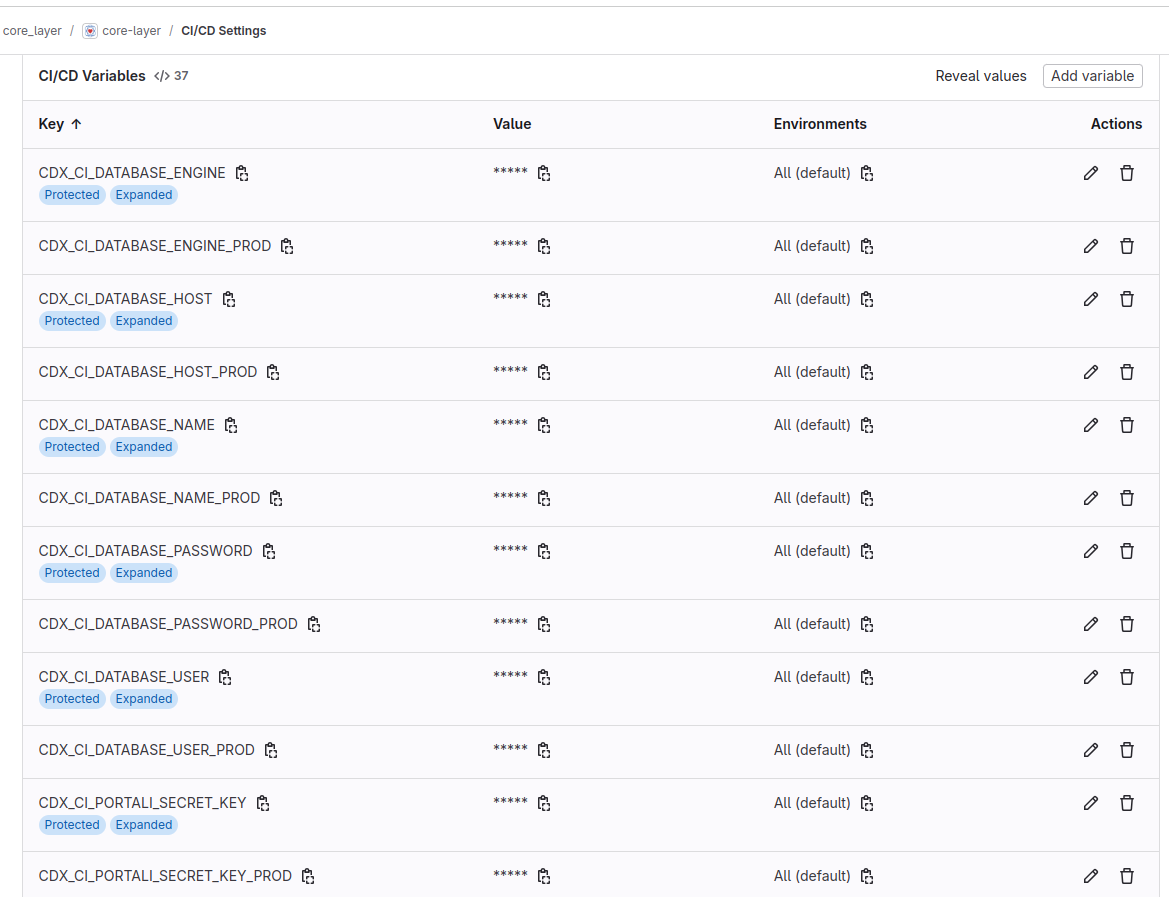 core_layer / core-layer / CI/CD Settings
CI/CD Variables </> 37 Reveal values Add variable
Key ↑ Value Environments Actions
CDX_CI_DATABASE_ENGINE ***** All (default)
Protected Expanded
CDX_CI_DATABASE_ENGINE_PROD ***** All (default)
CDX_CI_DATABASE_HOST ***** All (default)
Protected Expanded
CDX_CI_DATABASE_HOST_PROD ***** All (default)
CDX_CI_DATABASE_NAME ***** All (default)
Protected Expanded
CDX_CI_DATABASE_NAME_PROD ***** All (default)
CDX_CI_DATABASE_PASSWORD ***** All (default)
Protected Expanded
CDX_CI_DATABASE_PASSWORD_PROD ***** All (default)
CDX_CI_DATABASE_USER ***** All (default)
Protected Expanded
CDX_CI_DATABASE_USER_PROD ***** All (default)
CDX_CI_PORTALI_SECRET_KEY ***** All (default)
Protected Expanded
CDX_CI_PORTALI_SECRET_KEY_PROD ***** All (default)